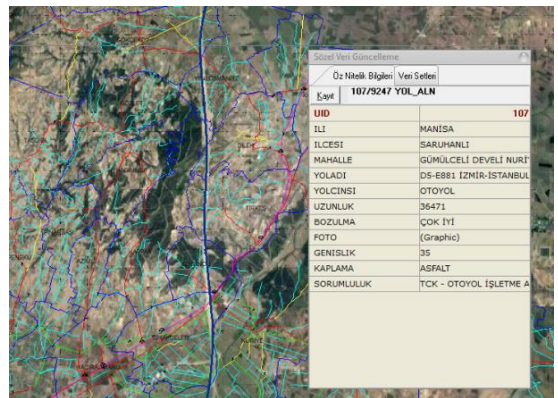 Sözel Veri Güncelleme
Öz Nitelik Bilgileri Veri Setleri
Kayıt 107/9247 YOL_ALN
UID 107
ILI MANİSA
ILCESI SARUHANLI
MAHALLE GÜMÜLCELİ DEVELİ NURİY
YOLADI D5-E881 İZMİR-İSTANBUL
YOLCINSI OTOYOL
UZUNLUK 36471
BOZULMA ÇOK İYİ
FOTO (Graphic)
GENISLIK 35
KAPLAMA ASFALT
SORUMLULUK TCK - OTOYOL İŞLETME A